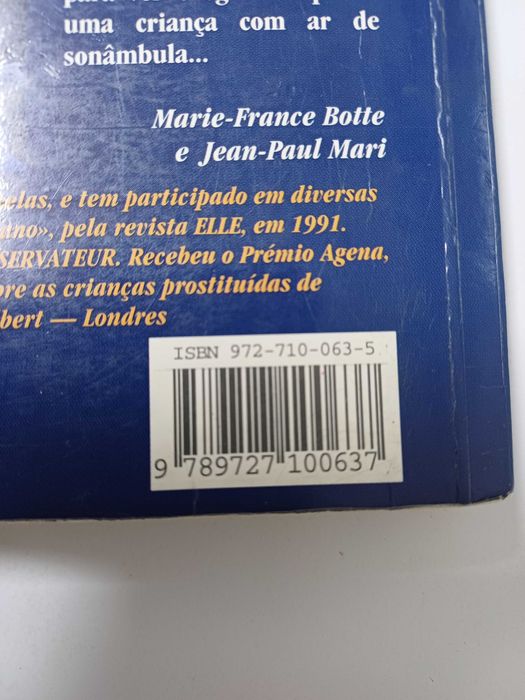 uma criança com ar de
sonâmbula...
Marie-France Botte
e Jean-Paul Mari
elas, e tem participado em diversas
ano», pela revista ELLE, em 1991.
SERVATEUR. Recebeu o Prémio Agena,
bre as crianças prostituídas de
bert — Londres
ISBN 972-710-063-5
9 789727 100637